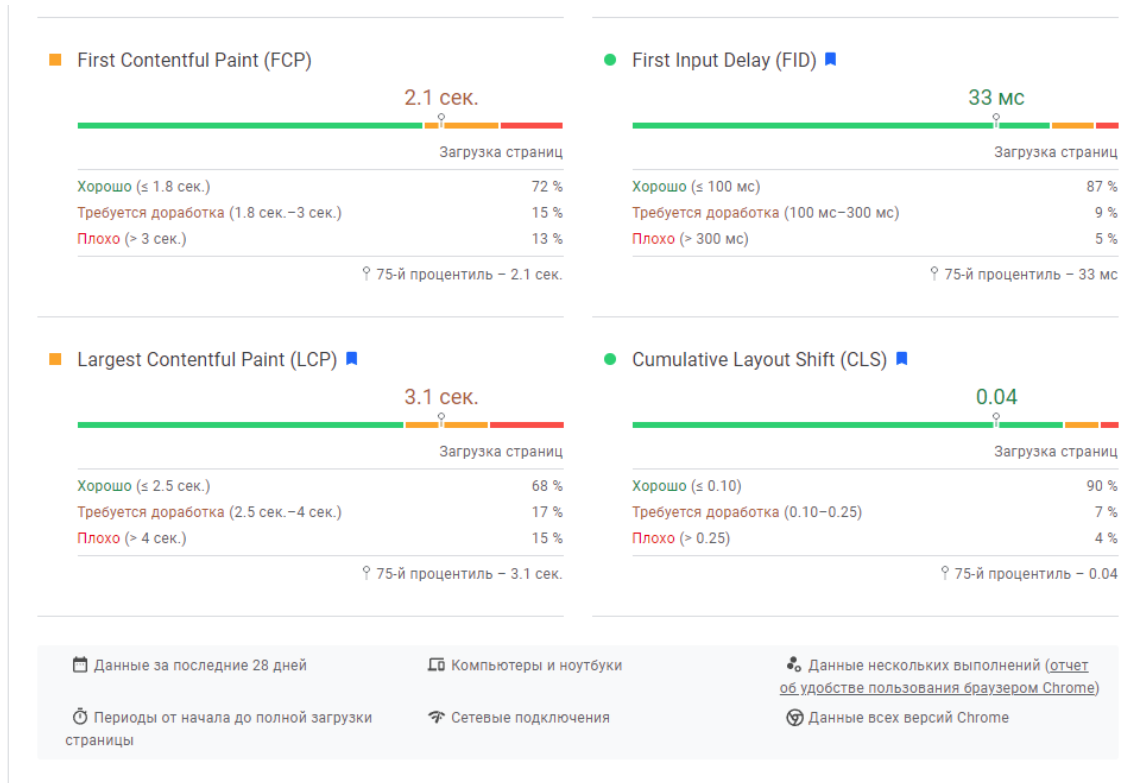 First Contentful Paint (FCP)
2.1 сек.
Загрузка страниц
Хорошо (≤ 1.8 сек.) 72 %
Требуется доработка (1.8 сек.–3 сек.) 15 %
Плохо (> 3 сек.) 13 %
75-й процентиль – 2.1 сек.
First Input Delay (FID)
33 мс
Загрузка страниц
Хорошо (≤ 100 мс) 87 %
Требуется доработка (100 мс–300 мс) 9 %
Плохо (> 300 мс) 5 %
75-й процентиль – 33 мс
Largest Contentful Paint (LCP)
3.1 сек.
Загрузка страниц
Хорошо (≤ 2.5 сек.) 68 %
Требуется доработка (2.5 сек.–4 сек.) 17 %
Плохо (> 4 сек.) 15 %
75-й процентиль – 3.1 сек.
Cumulative Layout Shift (CLS)
0.04
Загрузка страниц
Хорошо (≤ 0.10) 90 %
Требуется доработка (0.10–0.25) 7 %
Плохо (> 0.25) 4 %
75-й процентиль – 0.04
Данные за последние 28 дней
Компьютеры и ноутбуки
Данные нескольких выполнений (отчет
об удобстве пользования браузером Chrome)
Периоды от начала до полной загрузки
страницы
Сетевые подключения
Данные всех версий Chrome